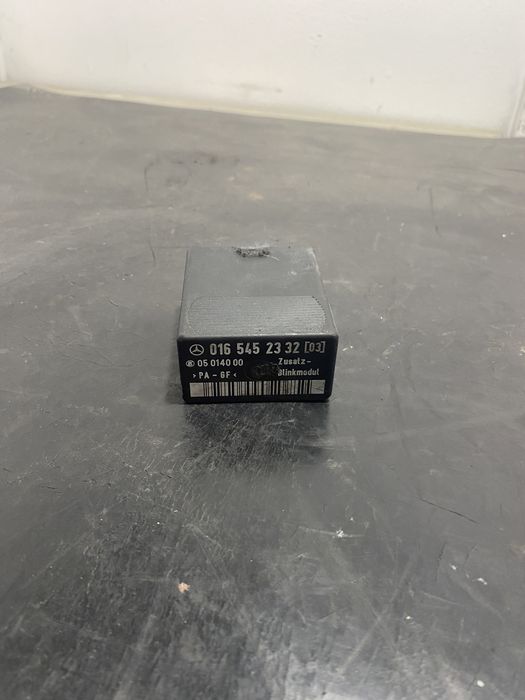 016 545 23 32 [03]
05 0140 00 Zusatz-
>PA-GF< Blinkmodul